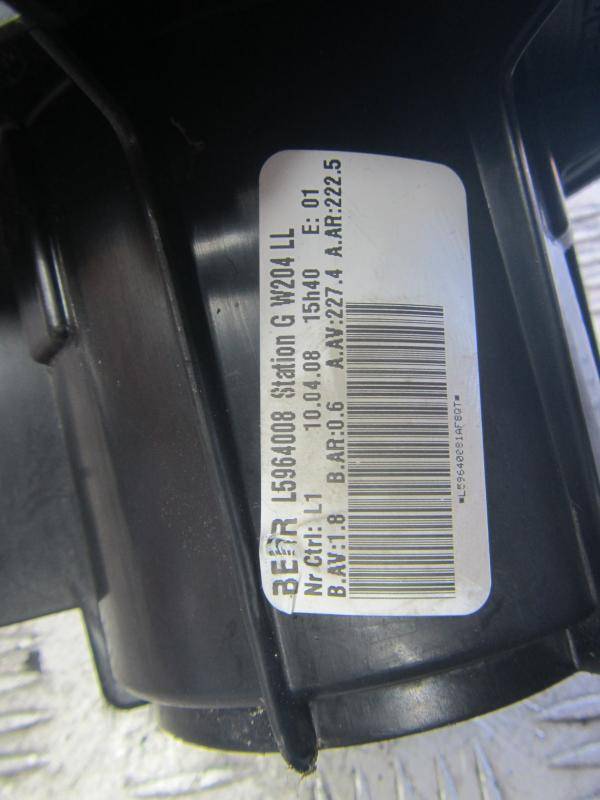 BEHR L5964008 Station G W204 LL
Nr Ctrl: L1 10.04.08 15h40 E: 01
B.AV:1.8 B.AR:0.6 A.AV:227.4 A.AR:222.5
*L59640081AF8QT*